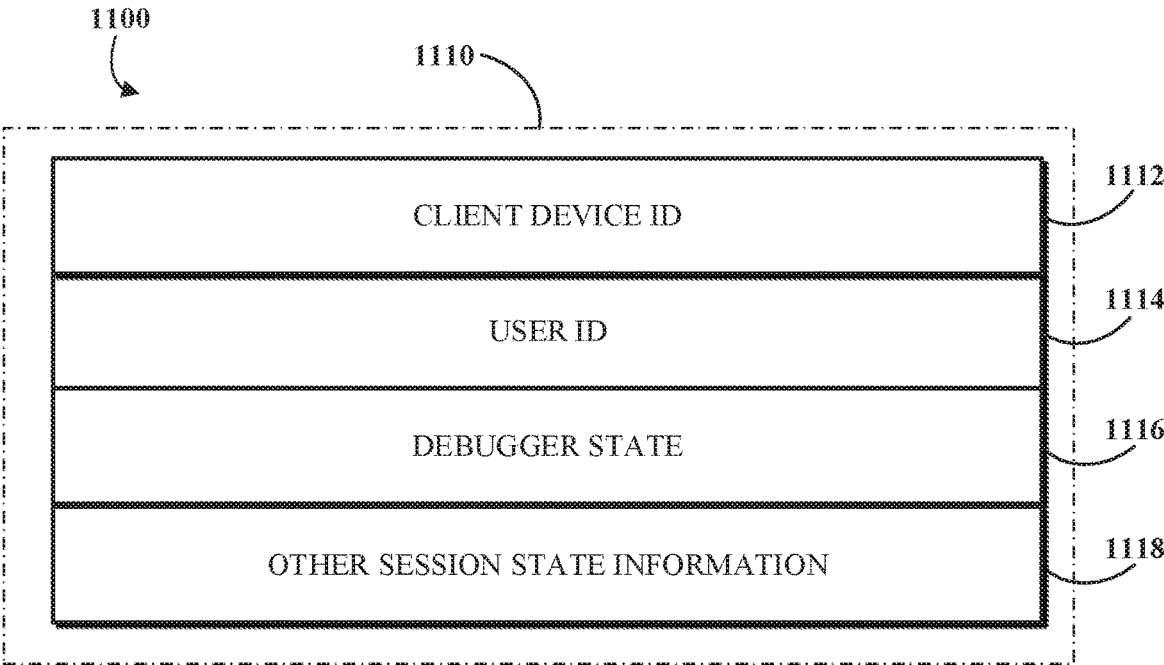 1100
1110
CLIENT DEVICE ID
1112
USER ID
1114
DEBUGGER STATE
1116
OTHER SESSION STATE INFORMATION
1118